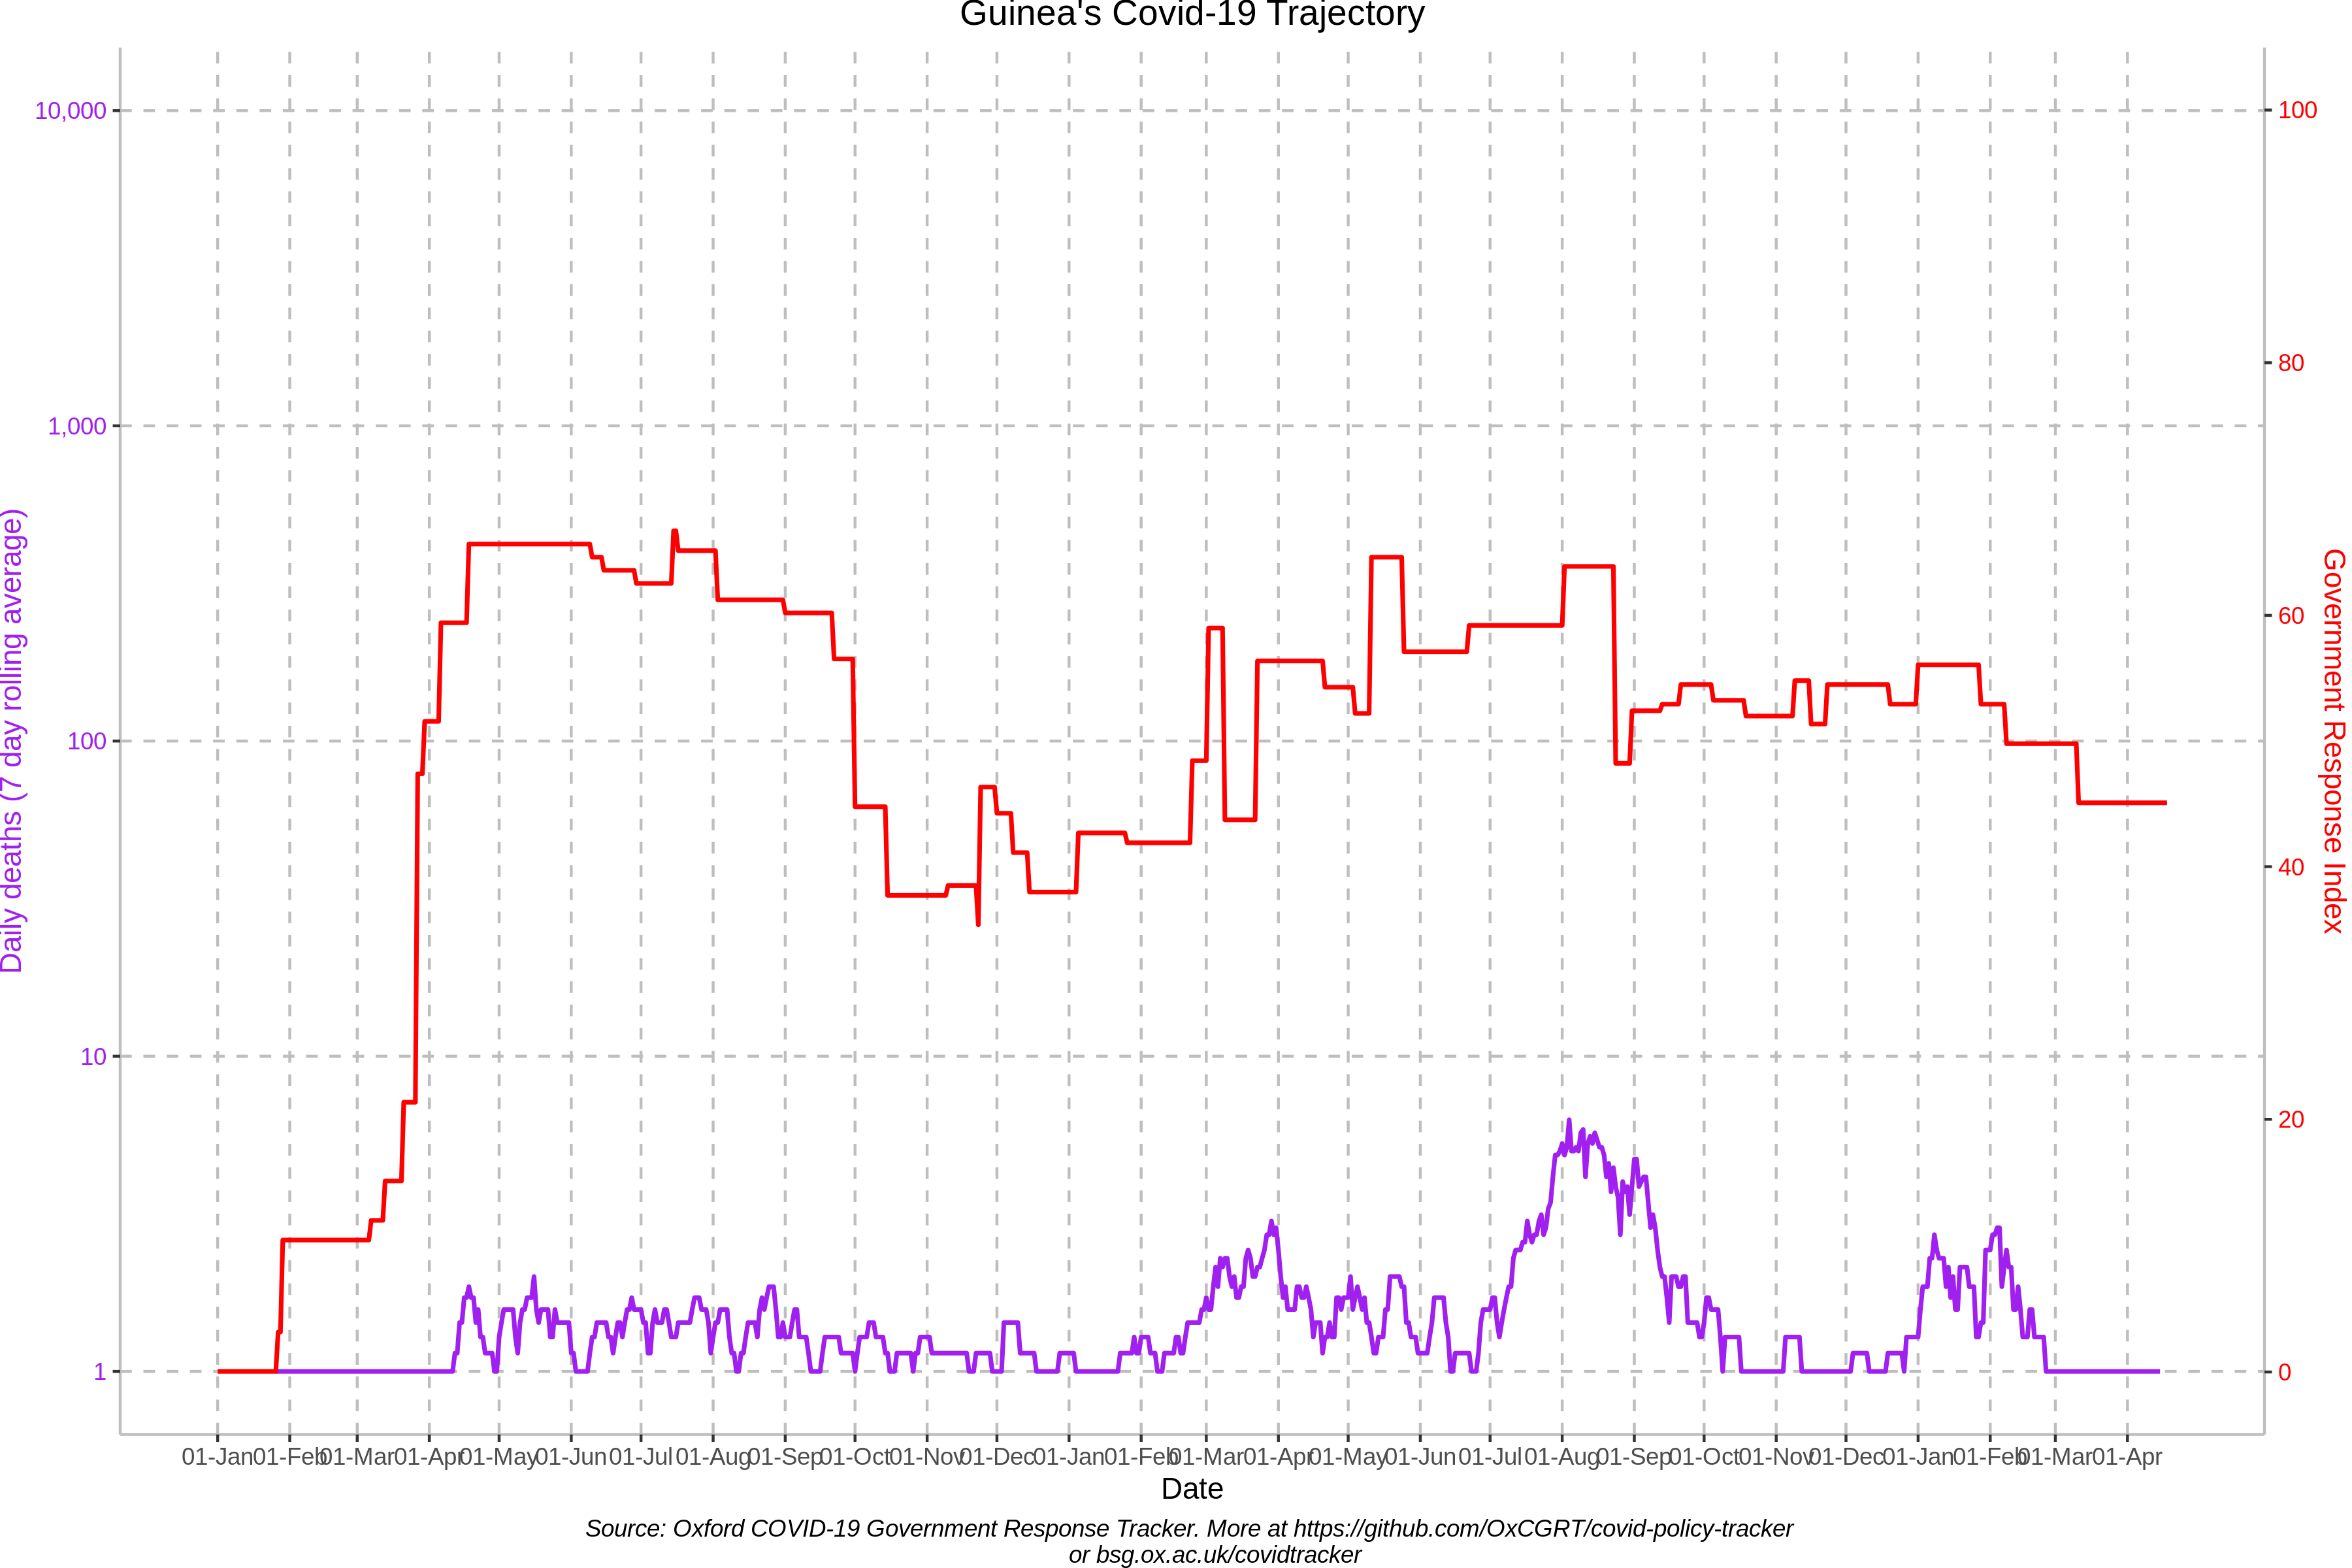 Guinea's Covid-19 Trajectory
10,000
1,000
100
10
1
Daily deaths (7 day rolling average)
100
80
60
40
20
0
Government Response Index
01-Jan 01-Feb 01-Mar 01-Apr 01-May 01-Jun 01-Jul 01-Aug 01-Sep 01-Oct 01-Nov 01-Dec 01-Jan 01-Feb 01-Mar 01-Apr 01-May 01-Jun 01-Jul 01-Aug 01-Sep 01-Oct 01-Nov 01-Dec 01-Jan 01-Feb 01-Mar 01-Apr
Date
Source: Oxford COVID-19 Government Response Tracker. More at https://github.com/OxCGRT/covid-policy-tracker
or bsg.ox.ac.uk/covidtracker